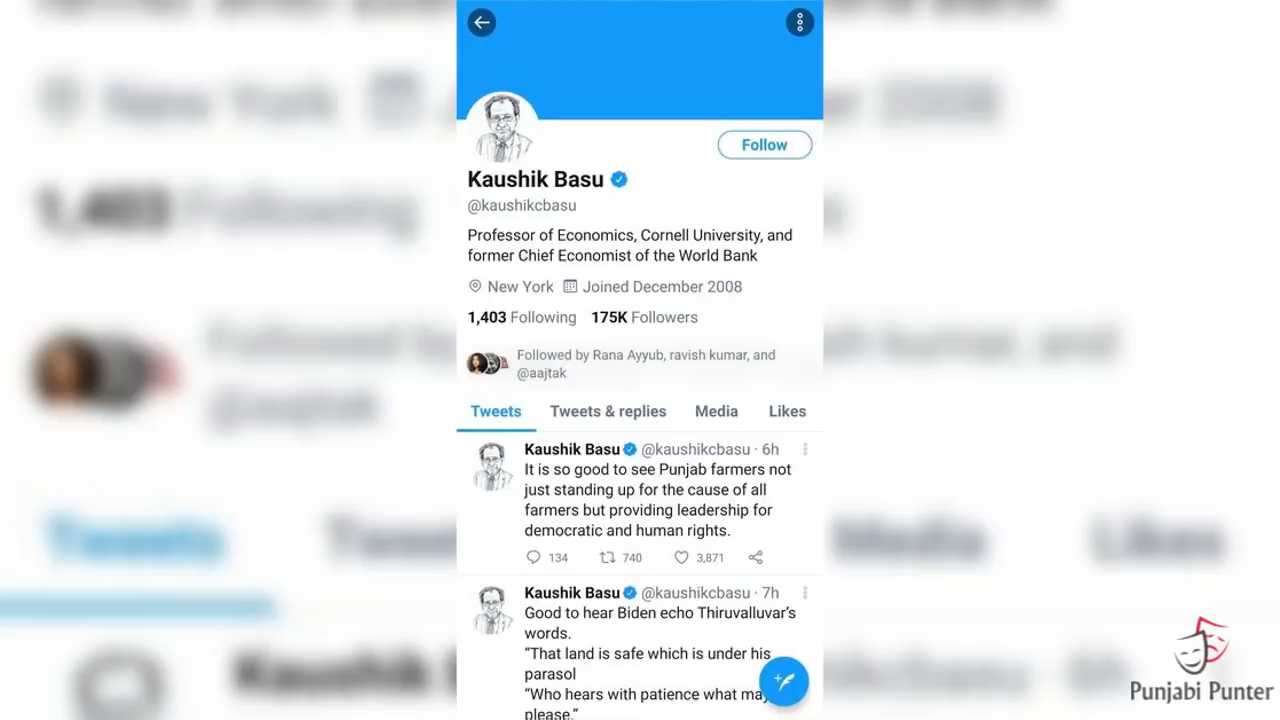 Follow
Kaushik Basu
@kaushikcbasu
Professor of Economics, Cornell University, and
former Chief Economist of the World Bank
New York Joined December 2008
1,403 Following 175K Followers
Followed by Rana Ayyub, ravish kumar, and
@aajtak
Tweets Tweets & replies Media Likes
Kaushik Basu @kaushikcbasu · 6h
It is so good to see Punjab farmers not
just standing up for the cause of all
farmers but providing leadership for
democratic and human rights.
134 740 3,871
Kaushik Basu @kaushikcbasu · 7h
Good to hear Biden echo Thiruvalluvar's
words.
“That land is safe which is under his
parasol
“Who hears with patience what may
please.”
Punjabi Punter